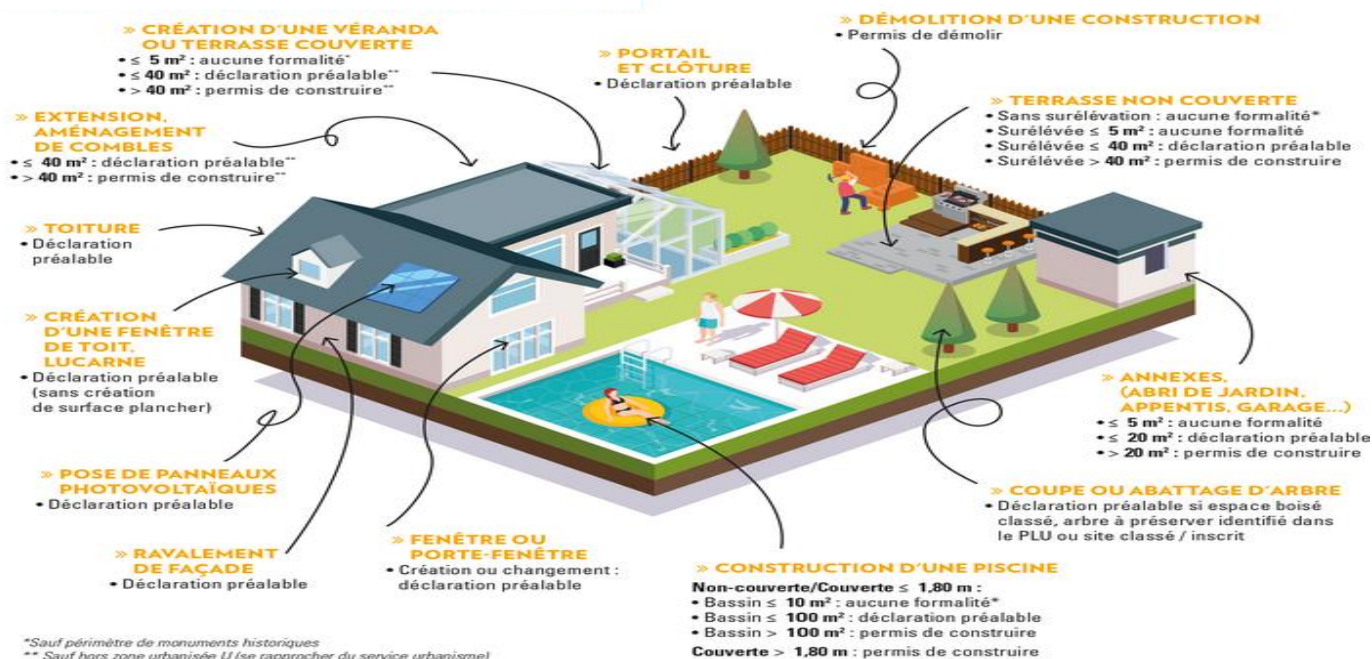 » CRÉATION D'UNE VÉRANDA
OU TERRASSE COUVERTE
• ≤ 5 m² : aucune formalité*
• ≤ 40 m² : déclaration préalable**
• > 40 m² : permis de construire**
» EXTENSION,
AMÉNAGEMENT
DE COMBLES
• ≤ 40 m² : déclaration préalable**
• > 40 m² : permis de construire**
» TOITURE
• Déclaration
préalable
» CRÉATION
D'UNE FENÊTRE
DE TOIT,
LUCARNE
• Déclaration préalable
(sans création
de surface plancher)
» POSE DE PANNEAUX
PHOTOVOLTAÏQUES
• Déclaration préalable
» RAVALEMENT
DE FAÇADE
• Déclaration préalable
» FENÊTRE OU
PORTE-FENÊTRE
• Création ou changement :
déclaration préalable
» PORTAIL
ET CLÔTURE
• Déclaration préalable
» DÉMOLITION D'UNE CONSTRUCTION
• Permis de démolir
» TERRASSE NON COUVERTE
• Sans surélévation : aucune formalité*
• Surélévée ≤ 5 m² : aucune formalité
• Surélévée ≤ 40 m² : déclaration préalable
• Surélévée > 40 m² : permis de construire
» ANNEXES,
(ABRI DE JARDIN,
APPENTIS, GARAGE...)
• ≤ 5 m² : aucune formalité
• ≤ 20 m² : déclaration préalable
• > 20 m² : permis de construire
» COUPE OU ABATTAGE D'ARBRE
• Déclaration préalable si espace boisé
classé, arbre à préserver identifié dans
le PLU ou site classé / inscrit
» CONSTRUCTION D'UNE PISCINE
Non-couverte/Couverte ≤ 1,80 m :
• Bassin ≤ 10 m² : aucune formalité*
• Bassin ≤ 100 m² : déclaration préalable
• Bassin > 100 m² : permis de construire
Couverte > 1,80 m : permis de construire
*Sauf périmètre de monuments historiques
** Sauf hors zone urbanisée U (se rapprocher du service urbanisme)